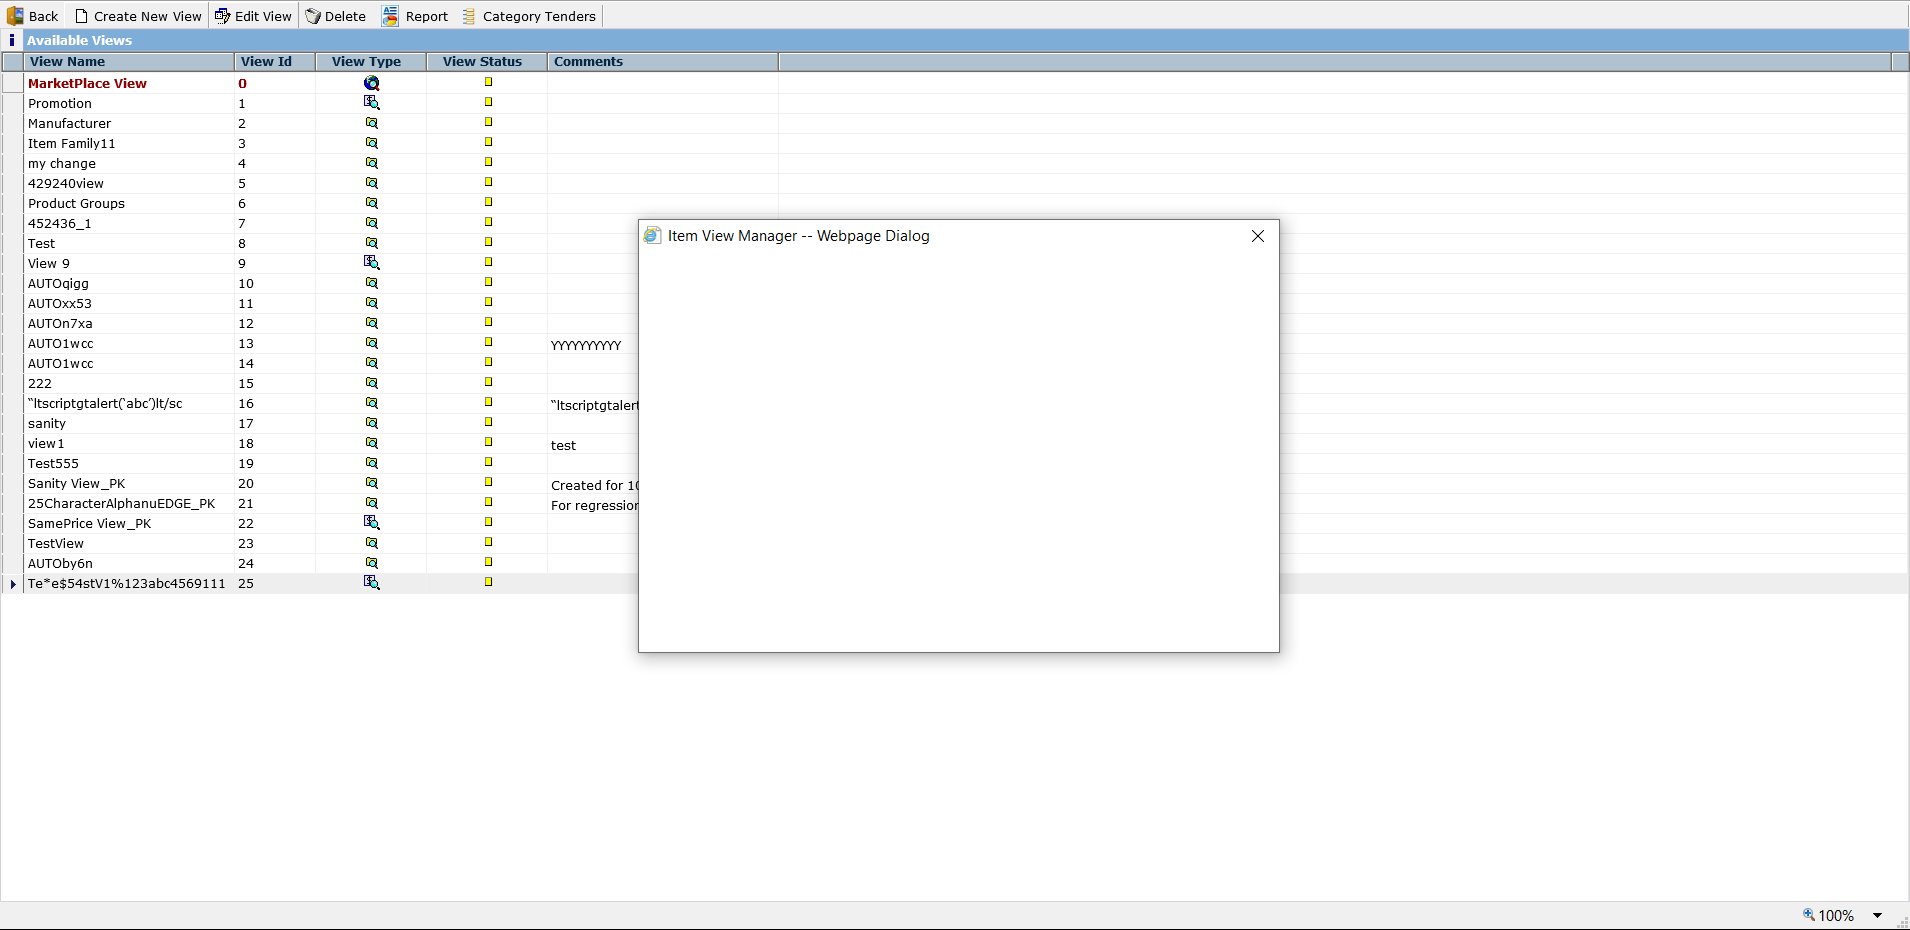 Back Create New View Edit View Delete Report Category Tenders
i Available Views
View Name View Id View Type View Status Comments
MarketPlace View 0
Promotion 1
Manufacturer 2
Item Family11 3
my change 4
429240view 5
Product Groups 6
452436_1 7
Test 8
Item View Manager -- Webpage Dialog
View 9 9
AUTOqigg 10
AUTOxx53 11
AUTOn7xa 12
AUTO1wcc 13 YYYYYYYYYY
AUTO1wcc 14
222 15
“ltscriptgtalert(‘abc’)lt/sc 16 “ltscriptgtalert
sanity 17
view1 18 test
Test555 19
Sanity View_PK 20 Created for 10
25CharacterAlphanuEDGE_PK 21 For regression
SamePrice View_PK 22
TestView 23
AUTOby6n 24
Te*e$54stV1%123abc4569111 25
100%